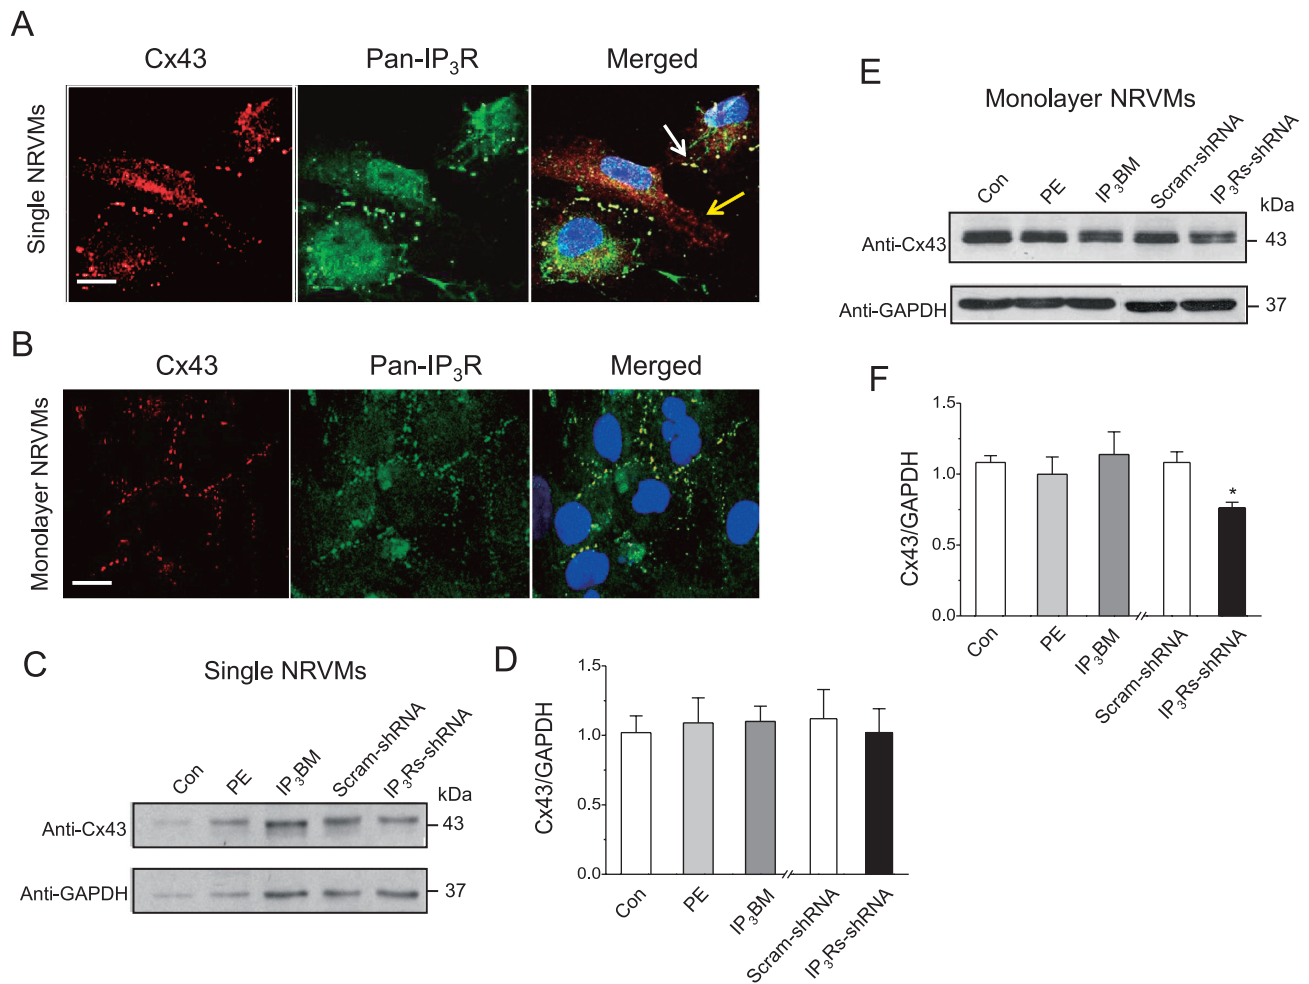 A
Cx43 Pan-IP₃R Merged
Single NRVMs
B
Cx43 Pan-IP₃R Merged
Monolayer NRVMs
C
Single NRVMs
Con PE IP₃BM Scram-shRNA IP₃Rs-shRNA
kDa
Anti-Cx43 43
Anti-GAPDH 37
D
Cx43/GAPDH
1.5
1.0
0.5
0.0
Con PE IP₃BM Scram-shRNA IP₃Rs-shRNA
E
Monolayer NRVMs
Con PE IP₃BM Scram-shRNA IP₃Rs-shRNA
kDa
Anti-Cx43 43
Anti-GAPDH 37
F
Cx43/GAPDH
1.5
1.0
0.5
0.0
*
Con PE IP₃BM Scram-shRNA IP₃Rs-shRNA